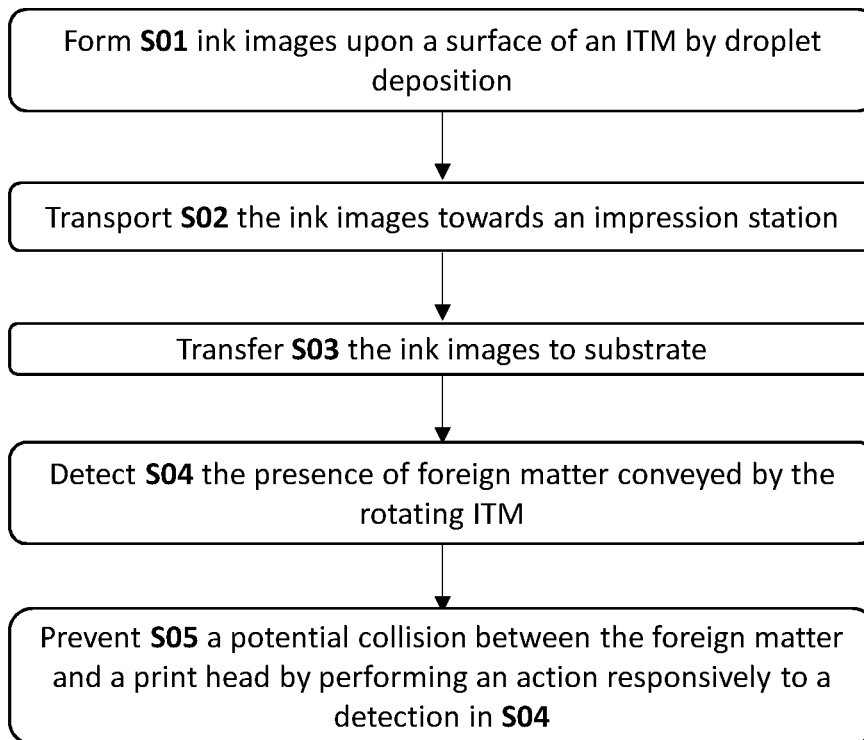 Form S01 ink images upon a surface of an ITM by droplet
deposition
Transport S02 the ink images towards an impression station
Transfer S03 the ink images to substrate
Detect S04 the presence of foreign matter conveyed by the
rotating ITM
Prevent S05 a potential collision between the foreign matter
and a print head by performing an action responsively to a
detection in S04